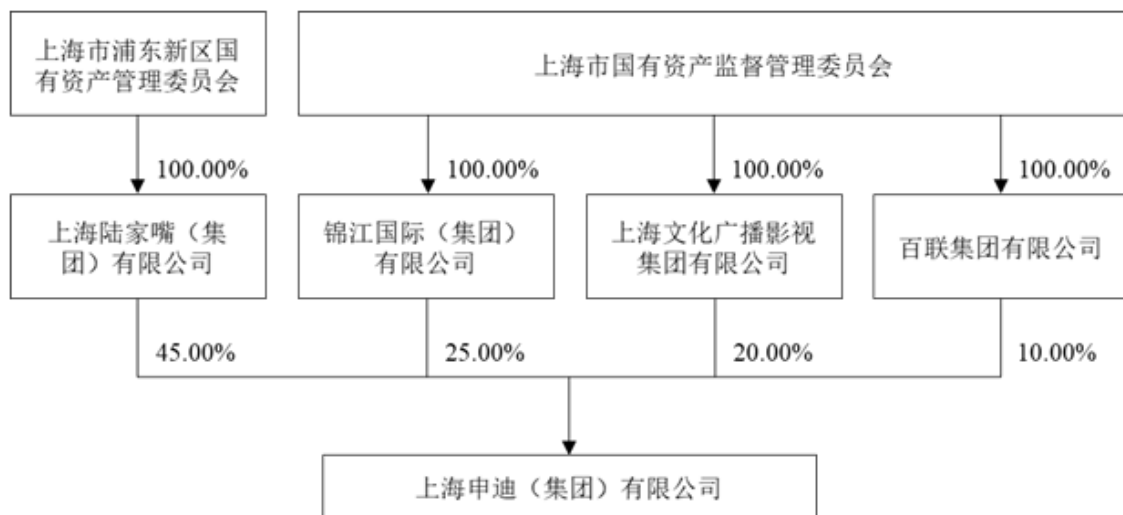 上海市浦东新区国
有资产管理委员会
上海市国有资产监督管理委员会
100.00%
100.00%
100.00%
100.00%
上海陆家嘴（集
团）有限公司
锦江国际（集团）
有限公司
上海文化广播影视
集团有限公司
百联集团有限公司
45.00%
25.00%
20.00%
10.00%
上海申迪（集团）有限公司